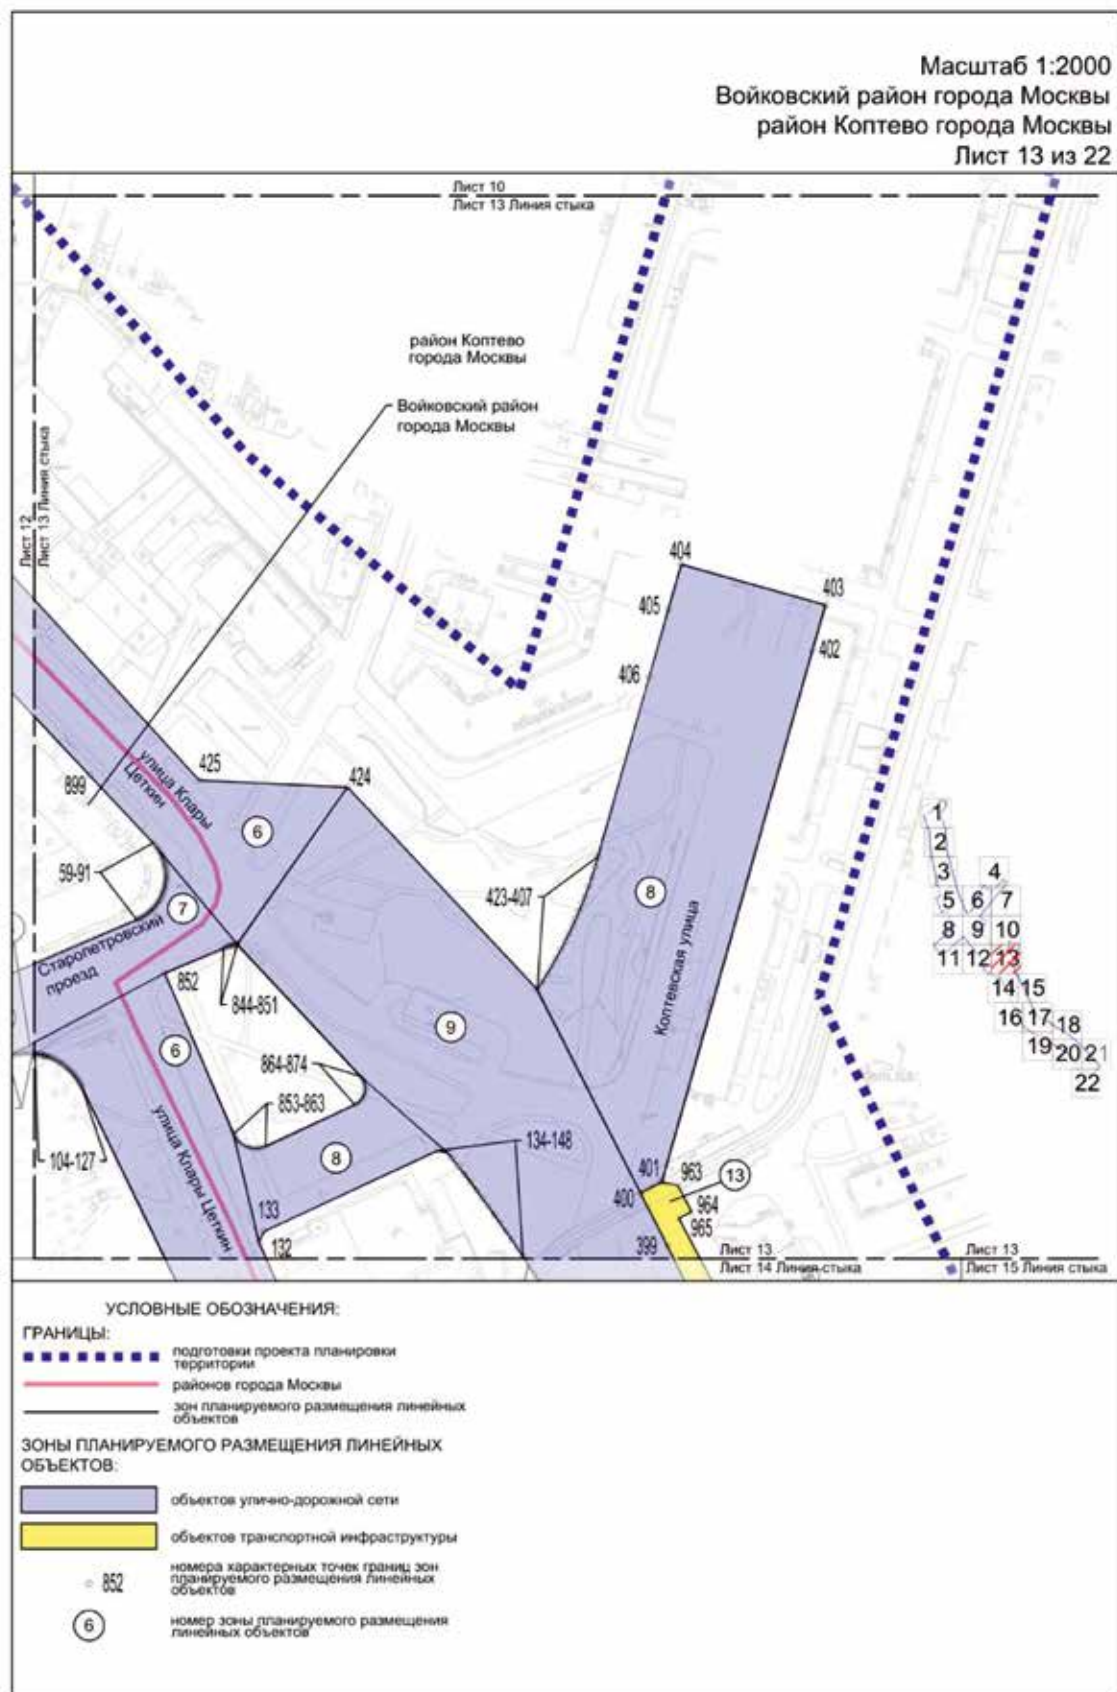 Масштаб 1:2000
Войковский район города Москвы
район Коптево города Москвы
Лист 13 из 22
Лист 10
Лист 13 Линия стыка
район Коптево
города Москвы
Войковский район
города Москвы
Лист 12
Лист 13 Линия стыка
404
403
405
402
406
425
424
улица Клары
Цеткин
899
6
59-91
7
423-407
8
Коптевская улица
Старопетровский
проезд
852
844-851
9
6
864-874
853-863
8
134-148
104-127
улица Клары Цеткин
133
132
401
963
13
400
964
965
399
1
2
3
4
5
6
7
8
9
10
11
12
13
14
15
16
17
18
19
20
21
22
Лист 13
Лист 14 Линия стыка
Лист 13
Лист 15 Линия стыка
УСЛОВНЫЕ ОБОЗНАЧЕНИЯ:
ГРАНИЦЫ:
подготовки проекта планировки
территории
районов города Москвы
зон планируемого размещения линейных
объектов
ЗОНЫ ПЛАНИРУЕМОГО РАЗМЕЩЕНИЯ ЛИНЕЙНЫХ
ОБЪЕКТОВ:
объектов улично-дорожной сети
объектов транспортной инфраструктуры
852
номера характерных точек границ зон
планируемого размещения линейных
объектов
6
номер зоны планируемого размещения
линейных объектов